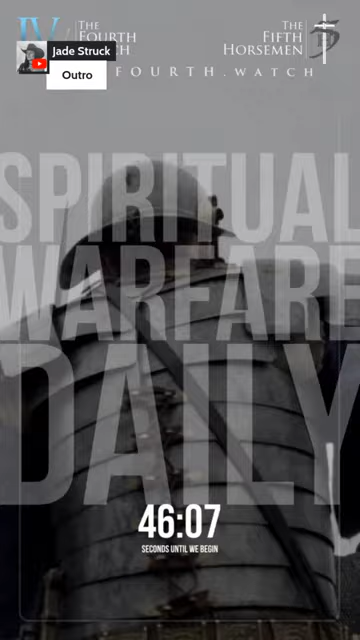 IV
THE
FOURTH
THE
FIFTH
HORSEMEN
5
Jade Struck
Outro
FOURTH.WATCH
SPIRITUAL
WARFARE
DAILY
46:07
SECONDS UNTIL WE BEGIN